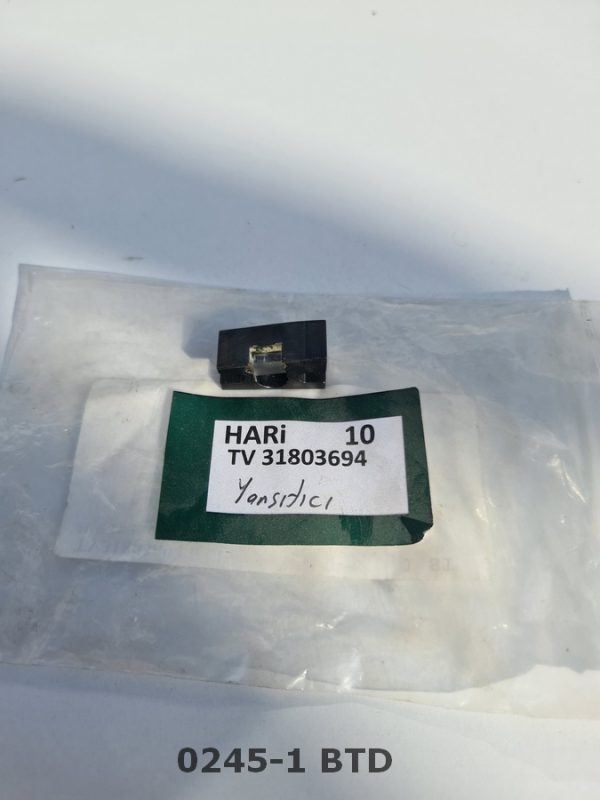 HARi 10
TV 31803694
Yansıtıcı
0245-1 BTD